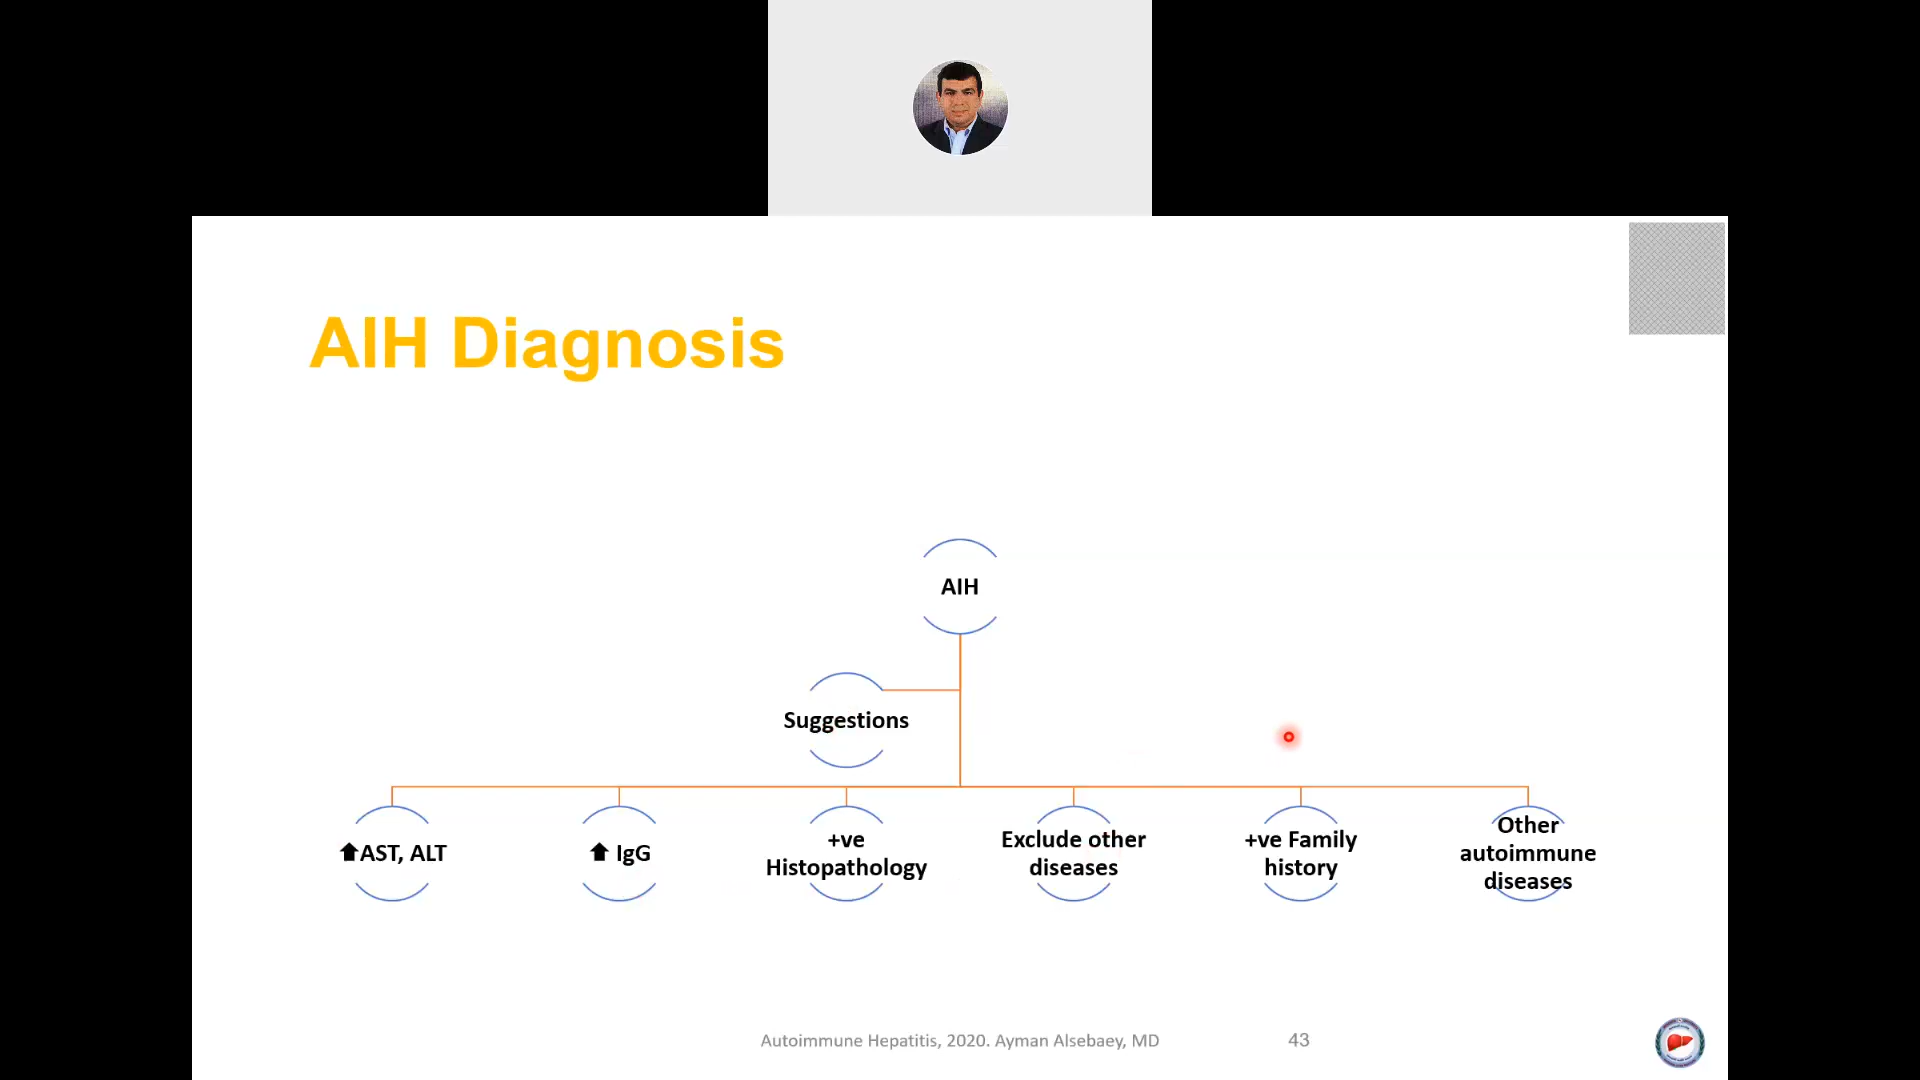 AIH Diagnosis
AIH
Suggestions
⬆AST, ALT
⬆ IgG
+ve
Histopathology
Exclude other
diseases
+ve Family
history
Other
autoimmune
diseases
Autoimmune Hepatitis, 2020. Ayman Alsebaey, MD
43